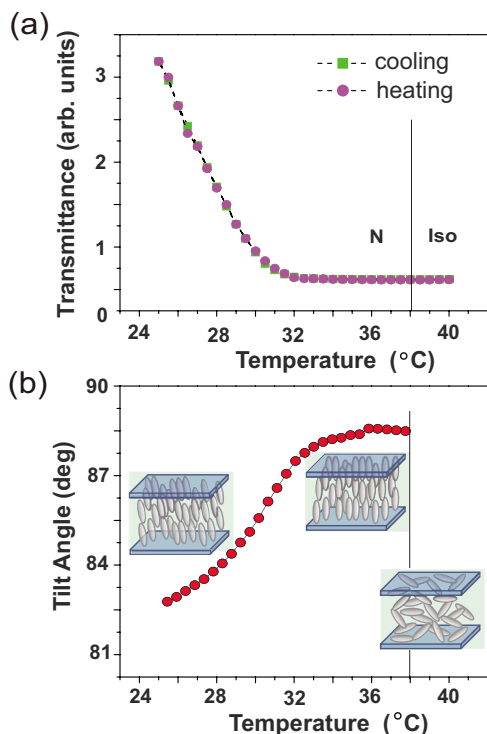 (a)
Transmittance (arb. units)
3
2
1
0
cooling
heating
N Iso
24 28 32 36 40
Temperature (°C)
(b)
Tilt Angle (deg)
90
87
84
81
24 28 32 36 40
Temperature (°C)